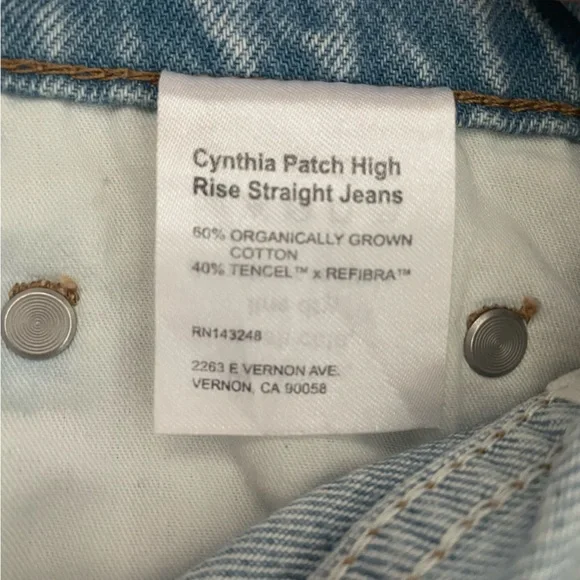 Cynthia Patch High
Rise Straight Jeans
60% ORGANICALLY GROWN
COTTON
40% TENCEL™ x REFIBRA™
RN143248
2263 E VERNON AVE.
VERNON, CA 90058